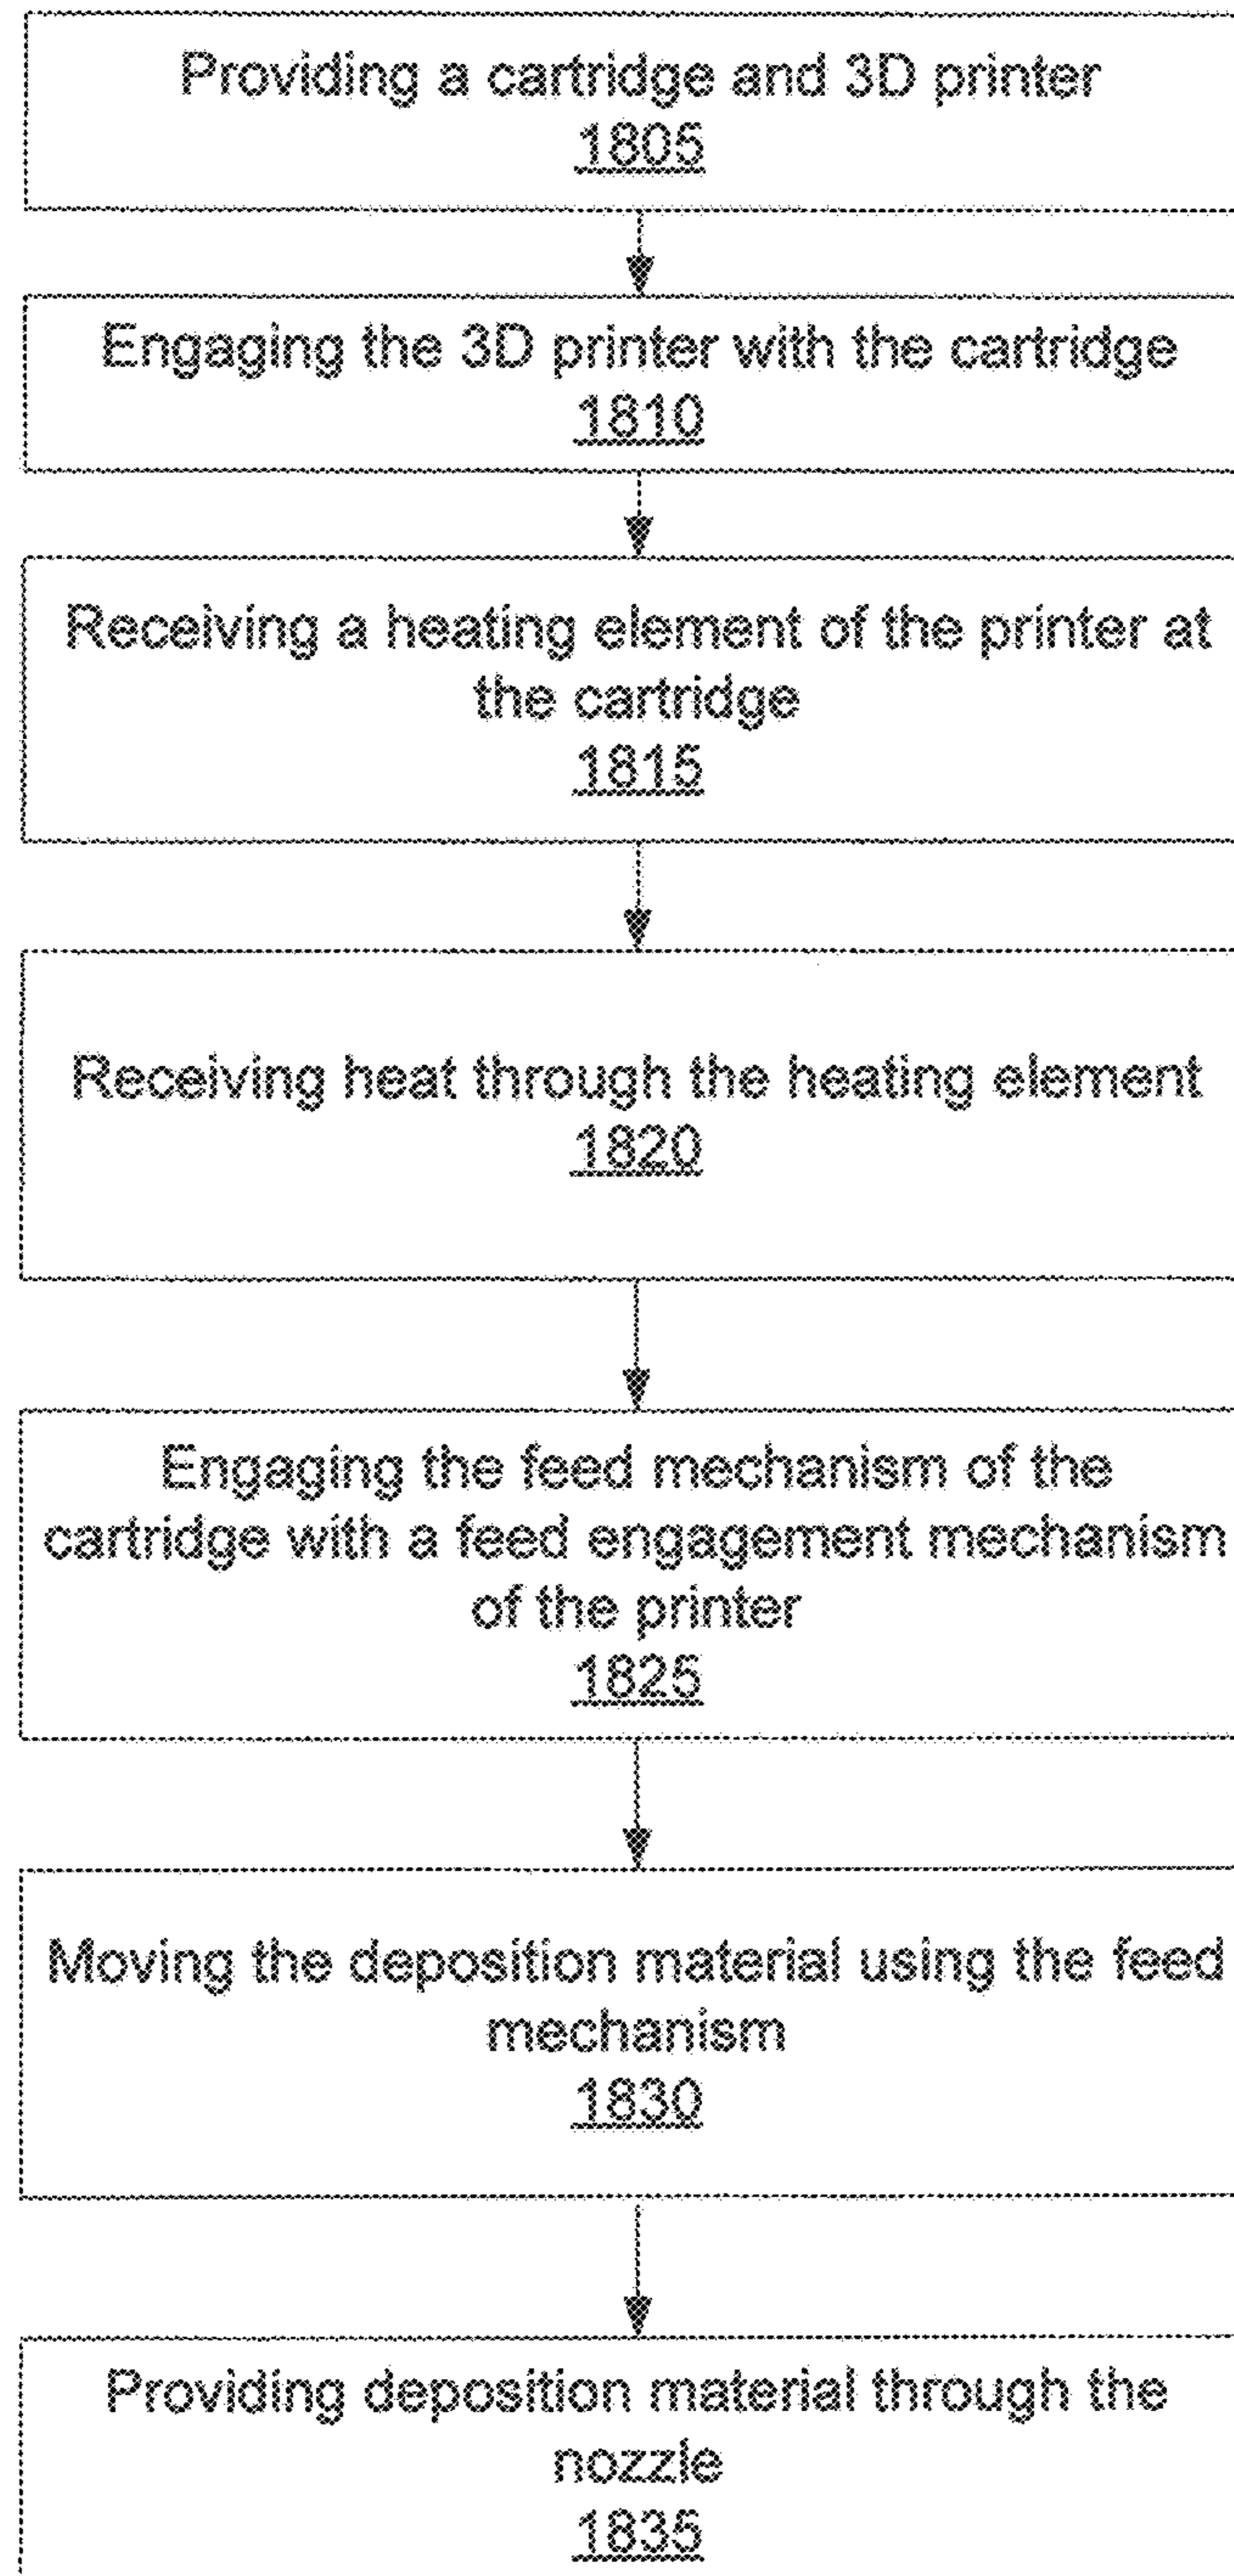 Providing a cartridge and 3D printer
1805
Engaging the 3D printer with the cartridge
1810
Receiving a heating element of the printer at
the cartridge
1815
Receiving heat through the heating element
1820
Engaging the feed mechanism of the
cartridge with a feed engagement mechanism
of the printer
1825
Moving the deposition material using the feed
mechanism
1830
Providing deposition material through the
nozzle
1835